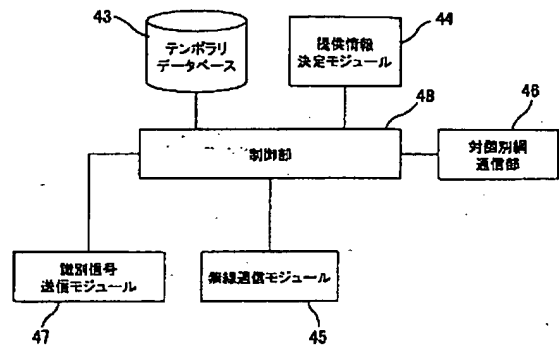 43
テンポラリ
データベース
提供情報
決定モジュール
44
48
制御部
46
対個別網
通信部
識別信号
送信モジュール
47
無線通信モジュール
45